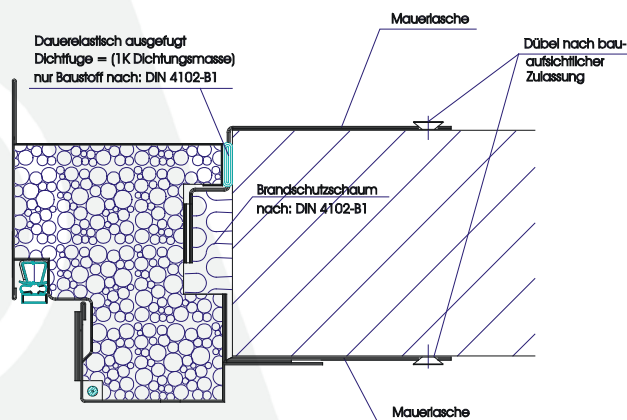 Mauerlasche
Dauerelastisch ausgefugt
Dichtfuge = (1K Dichtungsmasse)
nur Baustoff nach: DIN 4102-B1
Dübel nach bau-
aufsichtlicher
Zulassung
Brandschutzschaum
nach: DIN 4102-B1
Mauerlasche